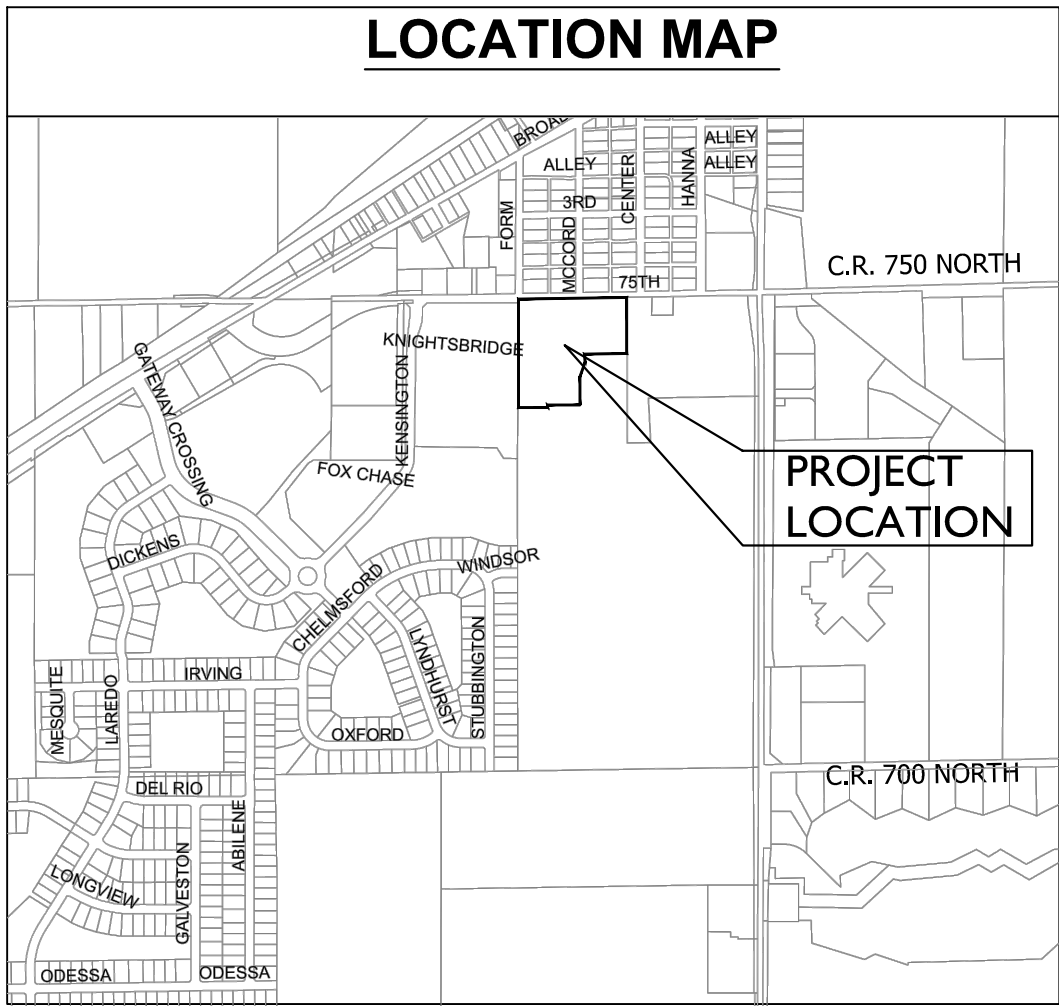 LOCATION MAP
BROAD
ALLEY
ALLEY
ALLEY
3RD
FORM
MCCORD
CENTER
HANNA
75TH
C.R. 750 NORTH
KNIGHTSBRIDGE
KENSINGTON
GATEWAY CROSSING
FOX CHASE
PROJECT
LOCATION
DICKENS
CHELMSFORD
WINDSOR
LYNDHURST
STUBBINGTON
IRVING
MESQUITE
LAREDO
OXFORD
DEL RIO
C.R. 700 NORTH
ABILENE
GALVESTON
LONGVIEW
ODESSA
ODESSA